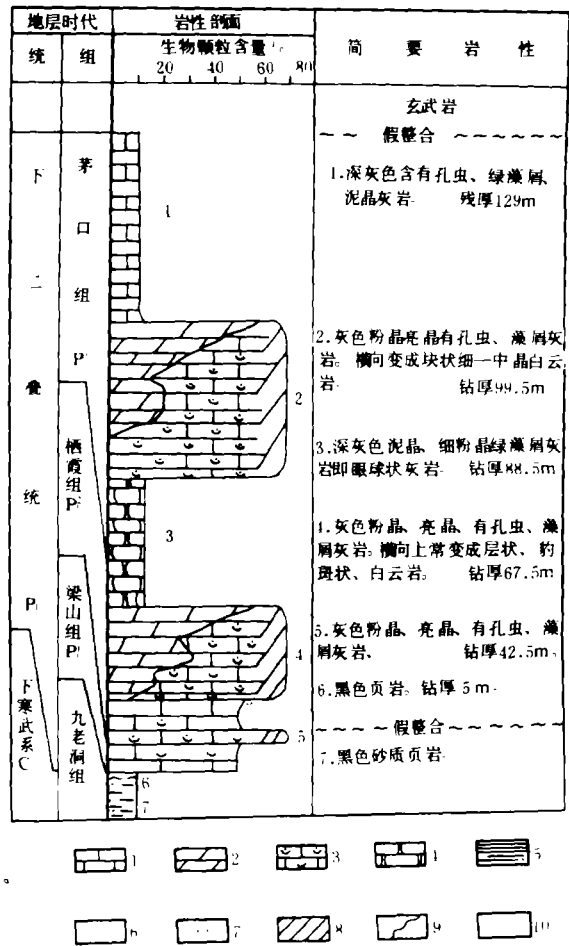 地层时代
岩性剖面
统
组
生物颗粒含量
20 40 60 80
简 要 岩 性
玄武岩
～～ 假整合 ～～～～～～
下
二
叠
统
茅
口
组
栖
霞
组
梁
山
组
下
寒
武
系
九
老
洞
组
1
2
3
4
5
6
7
1.深灰色含有孔虫、绿藻屑、
泥晶灰岩. 残厚129m
2.灰色粉晶亮晶有孔虫、藻屑灰
岩。横向变成块状细一中晶白云
岩. 钻厚99.5m
3.深灰色泥晶、细粉晶绿藻屑灰
岩即眼球状灰岩. 钻厚88.5m
4.灰色粉晶、亮晶、有孔虫、藻
屑灰岩。横向上常变成层状、豹
斑状、白云岩。 钻厚67.5m
5.灰色粉晶、亮晶、有孔虫、藻
屑灰岩、 钻厚42.5m。
6.黑色页岩。钻厚5m.
～～～假整合～～～～～～
7.黑色砂质页岩.
1 2 3 4 5
6 7 8 9 10